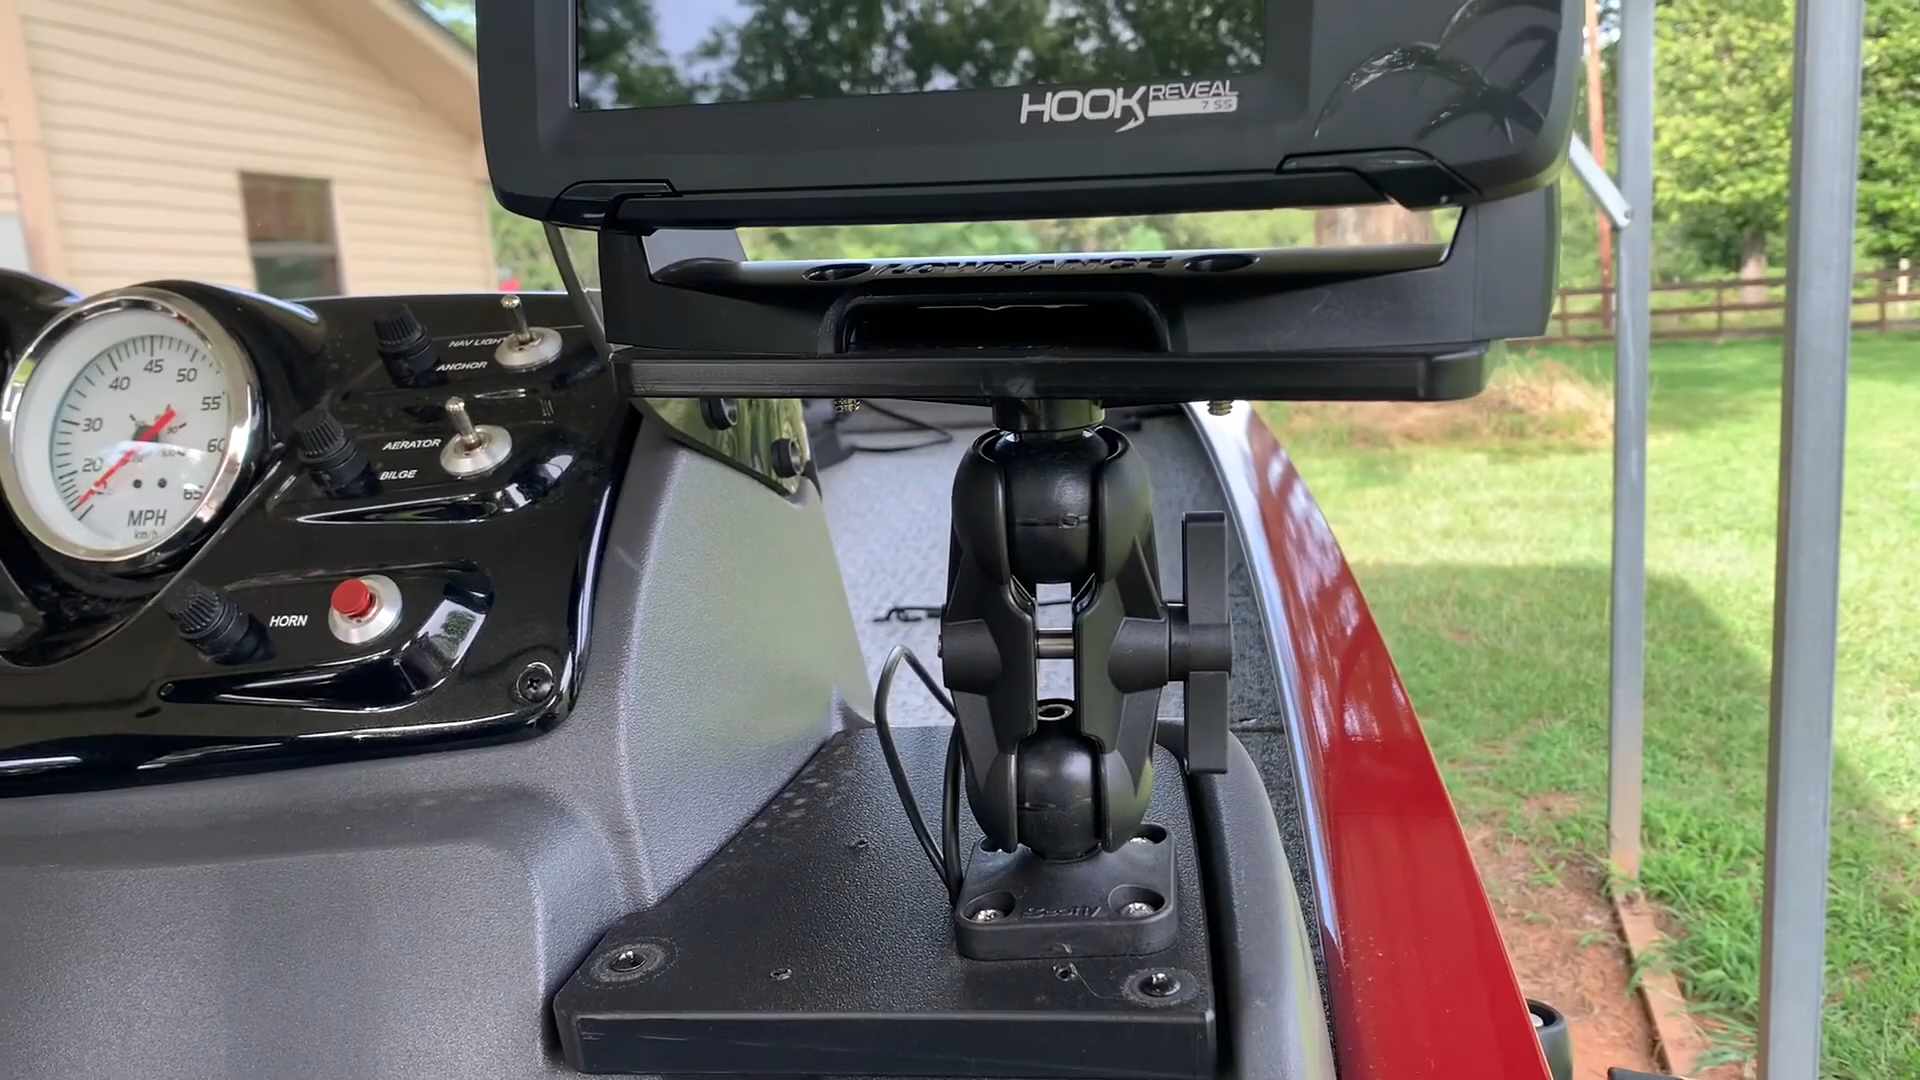 HOOK REVEAL
7 SS
LOWRANCE
NAV LIGHT
ANCHOR
AERATOR
BILGE
HORN
45
40
50
55
30
60
20
65
MPH
km/h
Scotty